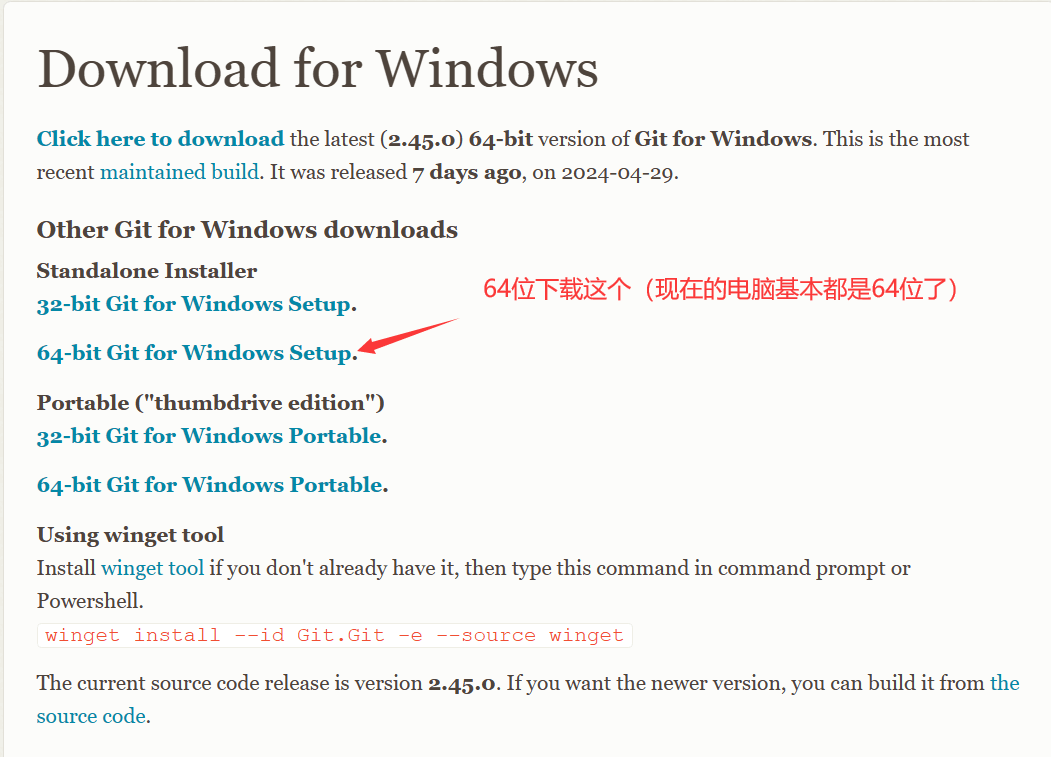 Download for Windows
Click here to download the latest (2.45.0) 64-bit version of Git for Windows. This is the most
recent maintained build. It was released 7 days ago, on 2024-04-29.
Other Git for Windows downloads
Standalone Installer
32-bit Git for Windows Setup.
64位下载这个（现在的电脑基本都是64位了）
64-bit Git for Windows Setup.
Portable ("thumbdrive edition")
32-bit Git for Windows Portable.
64-bit Git for Windows Portable.
Using winget tool
Install winget tool if you don't already have it, then type this command in command prompt or
Powershell.
winget install --id Git.Git -e --source winget
The current source code release is version 2.45.0. If you want the newer version, you can build it from the
source code.